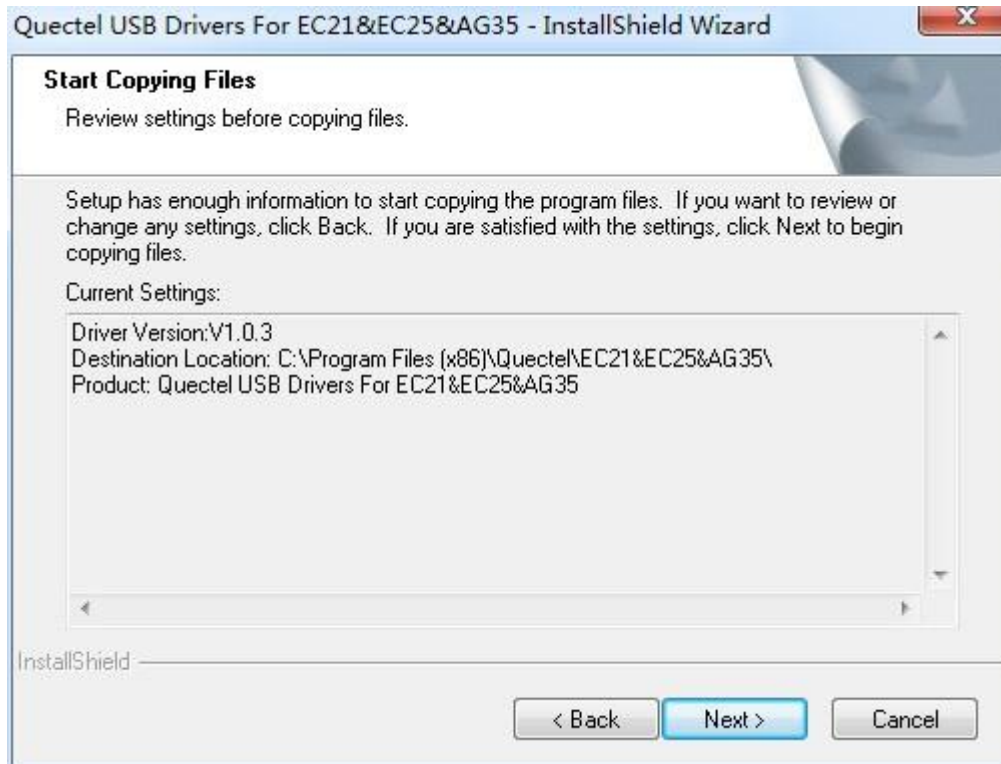 Quectel USB Drivers For EC21&EC25&AG35 - InstallShield Wizard
Start Copying Files
Review settings before copying files.
Setup has enough information to start copying the program files.  If you want to review or
change any settings, click Back.  If you are satisfied with the settings, click Next to begin
copying files.
Current Settings:
Driver Version:V1.0.3
Destination Location: C:\Program Files (x86)\Quectel\EC21&EC25&AG35\
Product: Quectel USB Drivers For EC21&EC25&AG35
InstallShield
< Back
Next >
Cancel